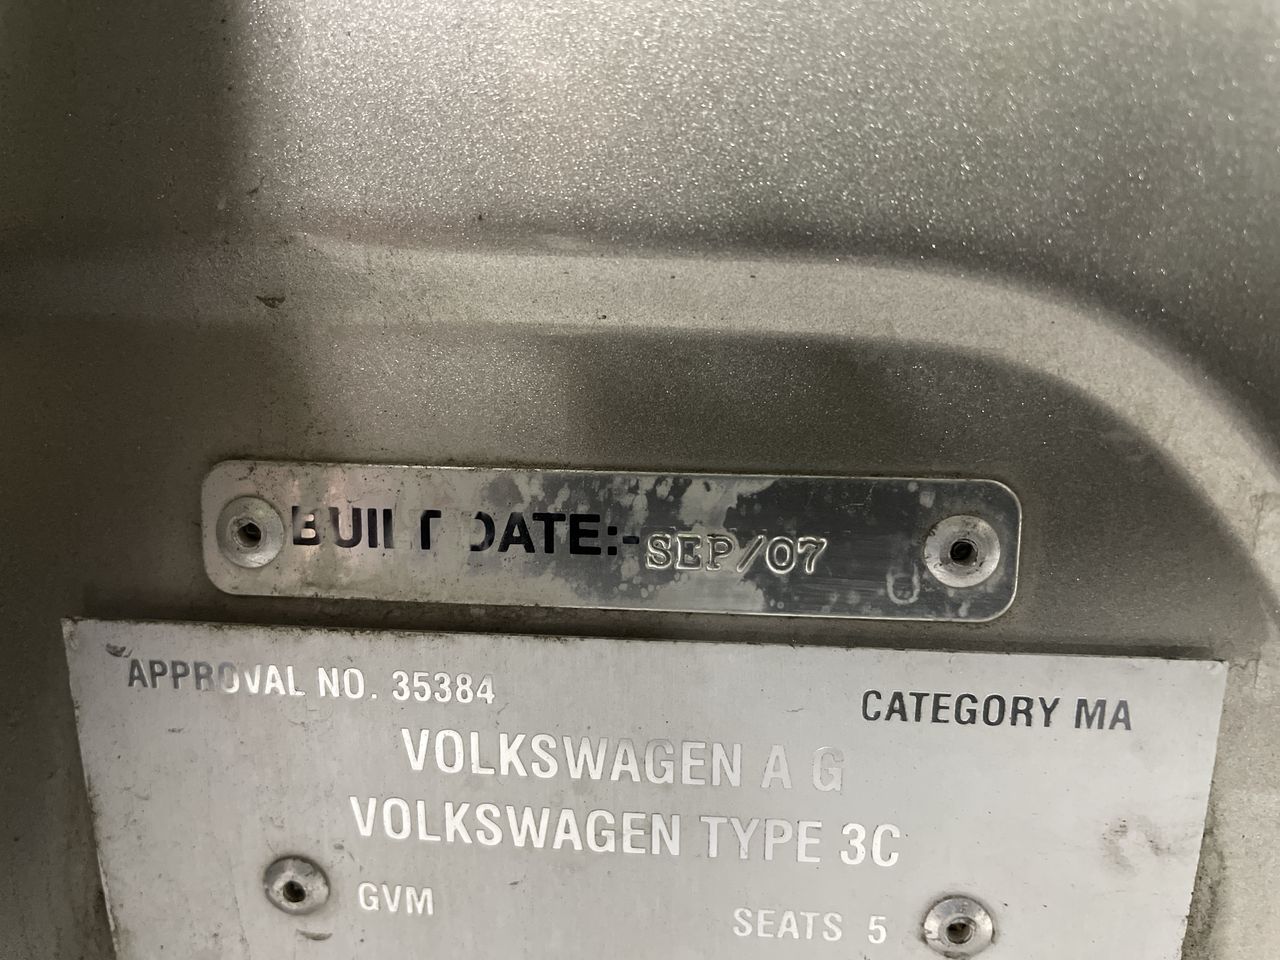 BUILT DATE:-SEP/07
APPROVAL NO. 35384
CATEGORY MA
VOLKSWAGEN A G
VOLKSWAGEN TYPE 3C
GVM
SEATS 5